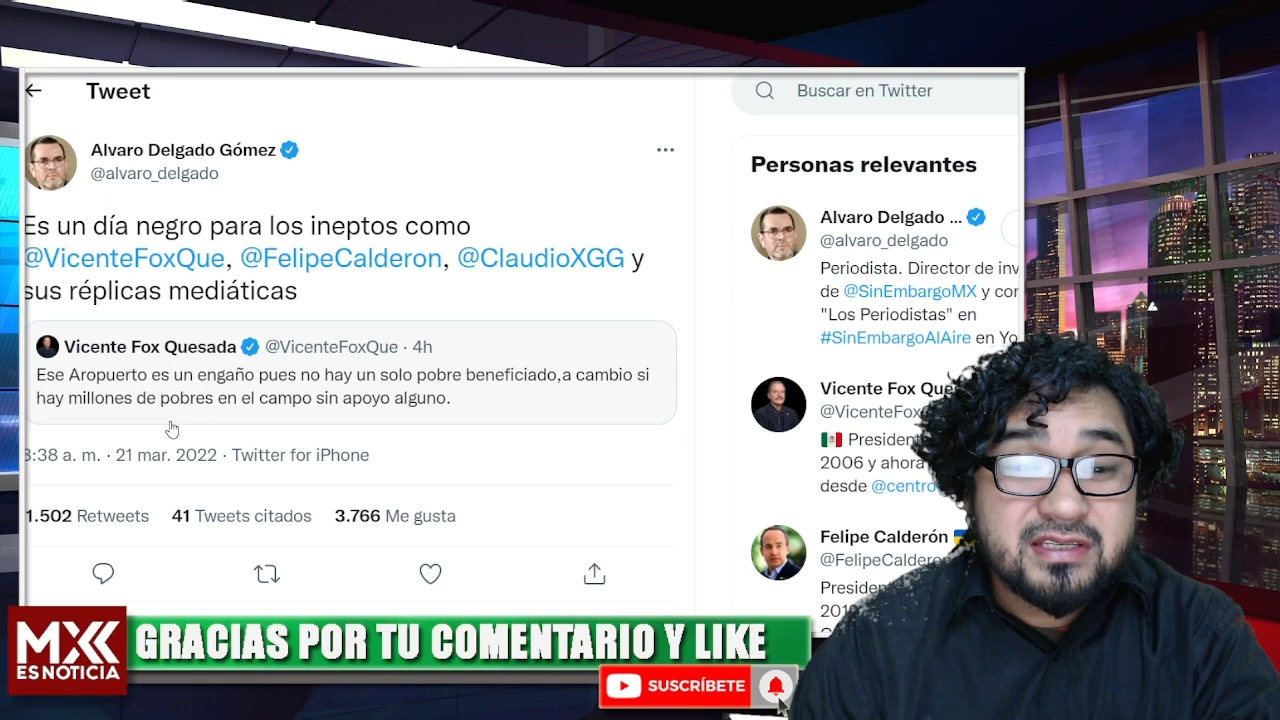 Tweet
Alvaro Delgado Gómez
@alvaro_delgado
Es un día negro para los ineptos como
@VicenteFoxQue, @FelipeCalderon, @ClaudioXGG y
sus réplicas mediáticas
Vicente Fox Quesada @VicenteFoxQue · 4h
Ese Aropuerto es un engaño pues no hay un solo pobre beneficiado,a cambio si
hay millones de pobres en el campo sin apoyo alguno.
8:38 a. m. · 21 mar. 2022 · Twitter for iPhone
1.502 Retweets 41 Tweets citados 3.766 Me gusta
Buscar en Twitter
Personas relevantes
Alvaro Delgado ...
@alvaro_delgado
Periodista. Director de inv
de @SinEmbargoMX y con
"Los Periodistas" en
#SinEmbargoAlAire en Yo
Vicente Fox Que
@VicenteFox
President
2006 y ahora
desde @centro
Felipe Calderón
@FelipeCaldero
Presiden
MX
ES NOTICIA
GRACIAS POR TU COMENTARIO Y LIKE
SUSCRÍBETE